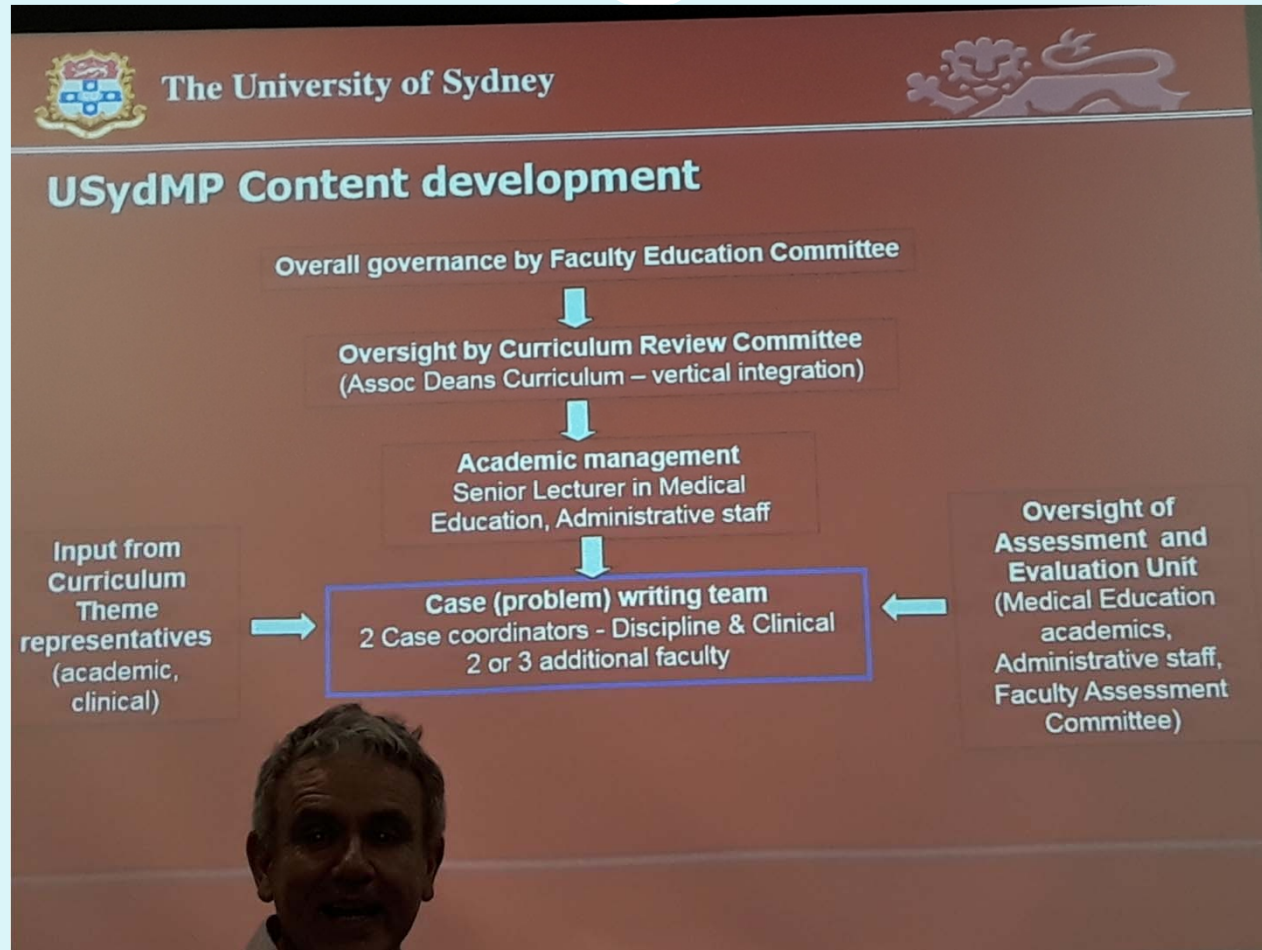 The University of Sydney
USydMP Content development
Overall governance by Faculty Education Committee
Oversight by Curriculum Review Committee
(Assoc Deans Curriculum – vertical integration)
Academic management
Senior Lecturer in Medical
Education, Administrative staff
Input from
Curriculum
Theme
representatives
(academic,
clinical)
Case (problem) writing team
2 Case coordinators - Discipline & Clinical
2 or 3 additional faculty
Oversight of
Assessment and
Evaluation Unit
(Medical Education
academics,
Administrative staff,
Faculty Assessment
Committee)